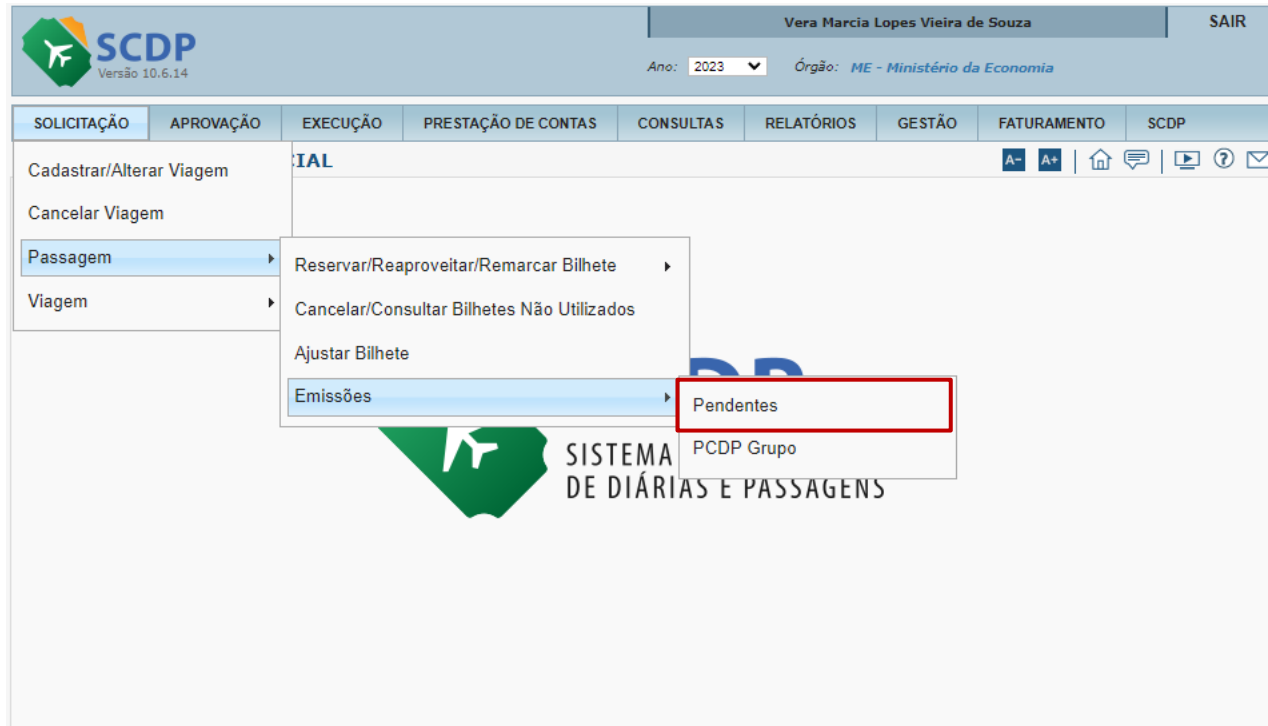 Vera Marcia Lopes Vieira de Souza SAIR
SCDP
Versão 10.6.14
Ano: 2023 Órgão: ME - Ministério da Economia
SOLICITAÇÃO APROVAÇÃO EXECUÇÃO PRESTAÇÃO DE CONTAS CONSULTAS RELATÓRIOS GESTÃO FATURAMENTO SCDP
CIAL A- A+
Cadastrar/Alterar Viagem
Cancelar Viagem
Passagem
Viagem
Reservar/Reaproveitar/Remarcar Bilhete
Cancelar/Consultar Bilhetes Não Utilizados
Ajustar Bilhete
Emissões
Pendentes
PCDP Grupo
SISTEMA
DE DIÁRIAS E PASSAGENS